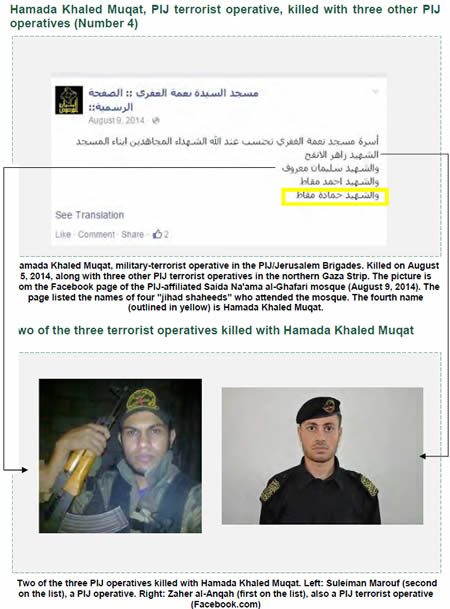 Hamada Khaled Muqat, PIJ terrorist operative, killed with three other PIJ
operatives (Number 4)
مسجد السيدة نعمة الغفري :: الصفحة
الرسمية::
August 9, 2014
أسرة مسجد نعمة الغفري تحتسب عند الله الشهداء المجاهدين ابناء المسجد
الشهيد زاهر الانقح
والشهيد سليمان معروف
والشهيد احمد مقاط
والشهيد حمادة مقاط
See Translation
Like · Comment · Share · 2
amada Khaled Muqat, military-terrorist operative in the PIJ/Jerusalem Brigades. Killed on August
5, 2014, along with three other PIJ terrorist operatives in the northern Gaza Strip. The picture is
om the Facebook page of the PIJ-affiliated Saida Na'ama al-Ghafari mosque (August 9, 2014). The
page listed the names of four "jihad shaheeds" who attended the mosque. The fourth name
(outlined in yellow) is Hamada Khaled Muqat.
wo of the three terrorist operatives killed with Hamada Khaled Muqat
Two of the three PIJ operatives killed with Hamada Khaled Muqat. Left: Suleiman Marouf (second
on the list), a PIJ operative. Right: Zaher al-Anqah (first on the list), also a PIJ terrorist operative
(Facebook.com)